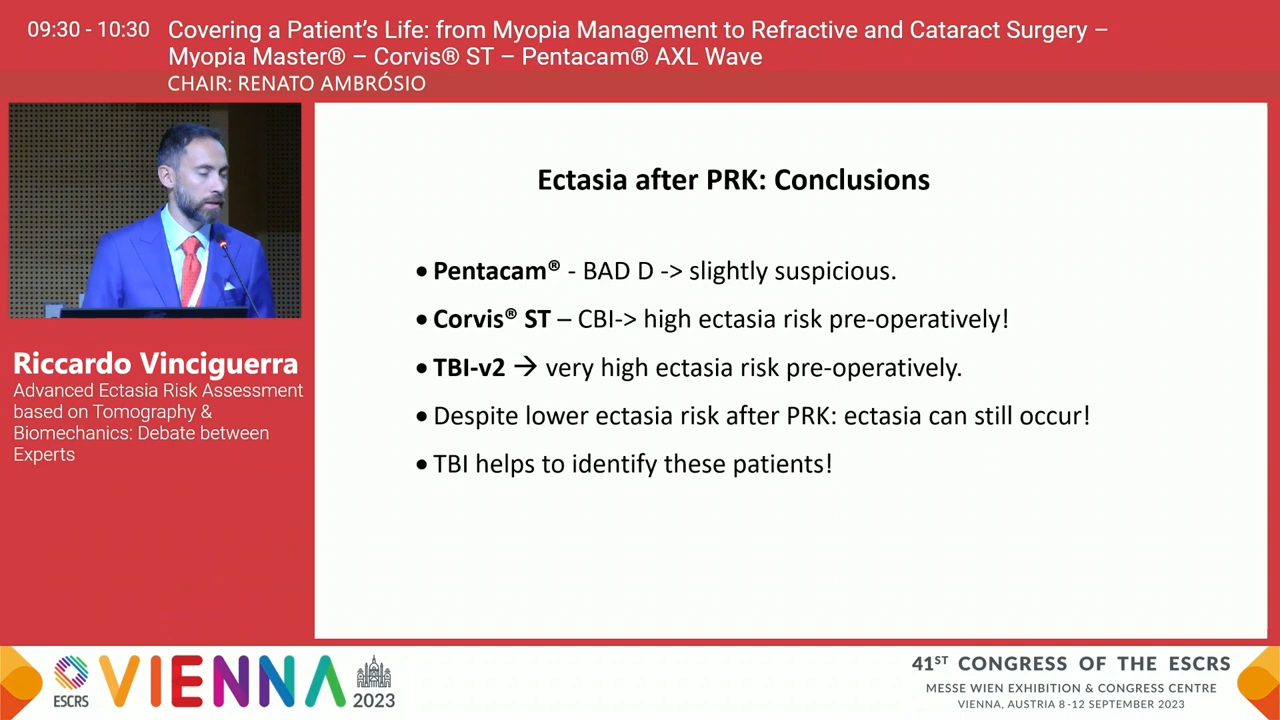 09:30 - 10:30
Covering a Patient's Life: from Myopia Management to Refractive and Cataract Surgery –
Myopia Master® – Corvis® ST – Pentacam® AXL Wave
CHAIR: RENATO AMBRÓSIO
Riccardo Vinciguerra
Advanced Ectasia Risk Assessment
based on Tomography &
Biomechanics: Debate between
Experts
Ectasia after PRK: Conclusions
• Pentacam® - BAD D -> slightly suspicious.
• Corvis® ST – CBI-> high ectasia risk pre-operatively!
• TBI-v2 → very high ectasia risk pre-operatively.
• Despite lower ectasia risk after PRK: ectasia can still occur!
• TBI helps to identify these patients!
ESCRS
VIENNA
2023
41ST CONGRESS OF THE ESCRS
MESSE WIEN EXHIBITION & CONGRESS CENTRE
VIENNA, AUSTRIA 8-12 SEPTEMBER 2023